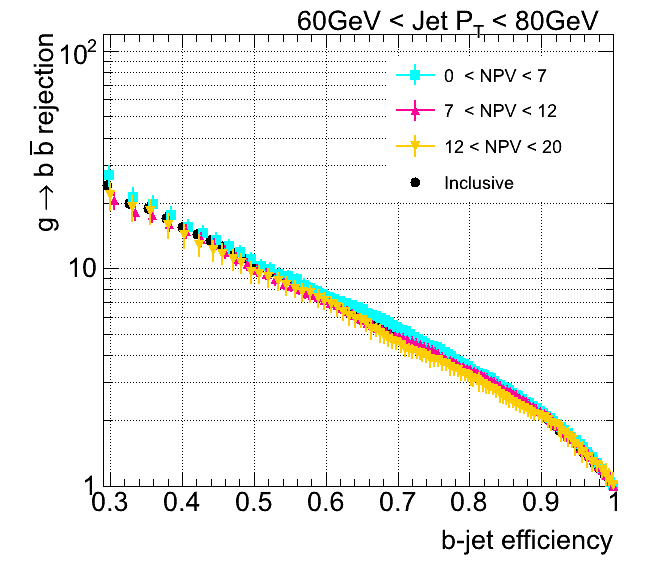 60GeV < Jet P_T < 80GeV
g → b b̅ rejection
10²
10
1
0 < NPV < 7
7 < NPV < 12
12 < NPV < 20
Inclusive
0.3 0.4 0.5 0.6 0.7 0.8 0.9 1
b-jet efficiency